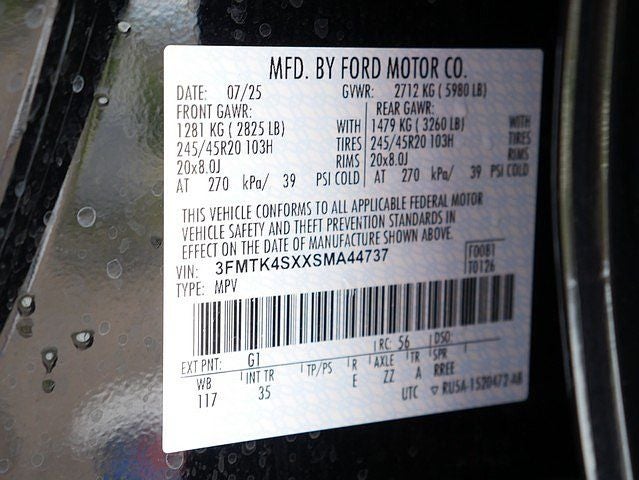 MFD. BY FORD MOTOR CO.
DATE: 07/25 GVWR: 2712 KG ( 5980 LB)
FRONT GAWR: REAR GAWR:
1281 KG ( 2825 LB) WITH 1479 KG ( 3260 LB) WITH
245/45R20 103H TIRES 245/45R20 103H TIRES
20x8.0J RIMS 20x8.0J RIMS
AT 270 kPa/ 39 PSI COLD AT 270 kPa/ 39 PSI COLD
THIS VEHICLE CONFORMS TO ALL APPLICABLE FEDERAL MOTOR
VEHICLE SAFETY AND THEFT PREVENTION STANDARDS IN
EFFECT ON THE DATE OF MANUFACTURE SHOWN ABOVE.
VIN: 3FMTK4SXXSMA44737 F0081
TYPE: MPV T0126
EXT PNT: G1 RC: 56 DSO:
WB INT TR TP/PS R AXLE TR SPR
117 35 E ZZ A RREE
UTC ▽ RU5A-1520472-AB